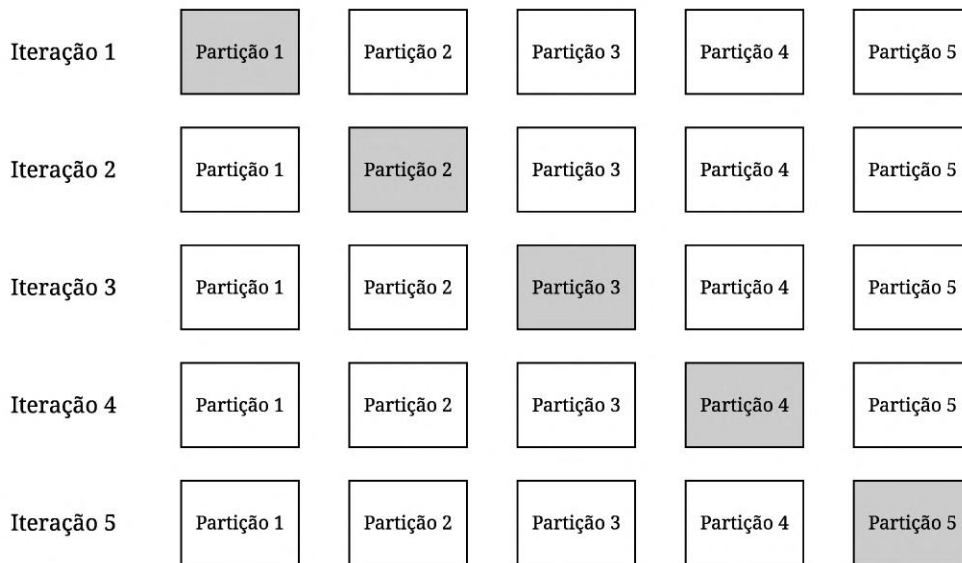 Iteração 1 Partição 1 Partição 2 Partição 3 Partição 4 Partição 5
Iteração 2 Partição 1 Partição 2 Partição 3 Partição 4 Partição 5
Iteração 3 Partição 1 Partição 2 Partição 3 Partição 4 Partição 5
Iteração 4 Partição 1 Partição 2 Partição 3 Partição 4 Partição 5
Iteração 5 Partição 1 Partição 2 Partição 3 Partição 4 Partição 5